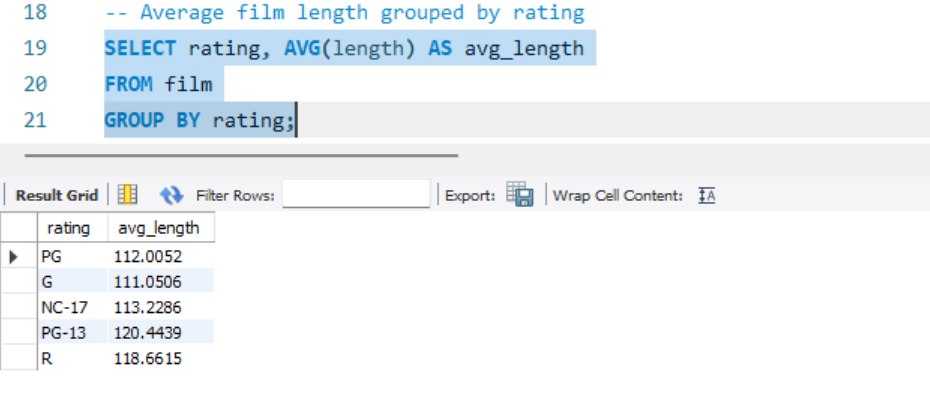 18 -- Average film length grouped by rating
19 SELECT rating, AVG(length) AS avg_length
20 FROM film
21 GROUP BY rating;
Result Grid Filter Rows: Export: Wrap Cell Content: IA
rating avg_length
PG 112.0052
G 111.0506
NC-17 113.2286
PG-13 120.4439
R 118.6615